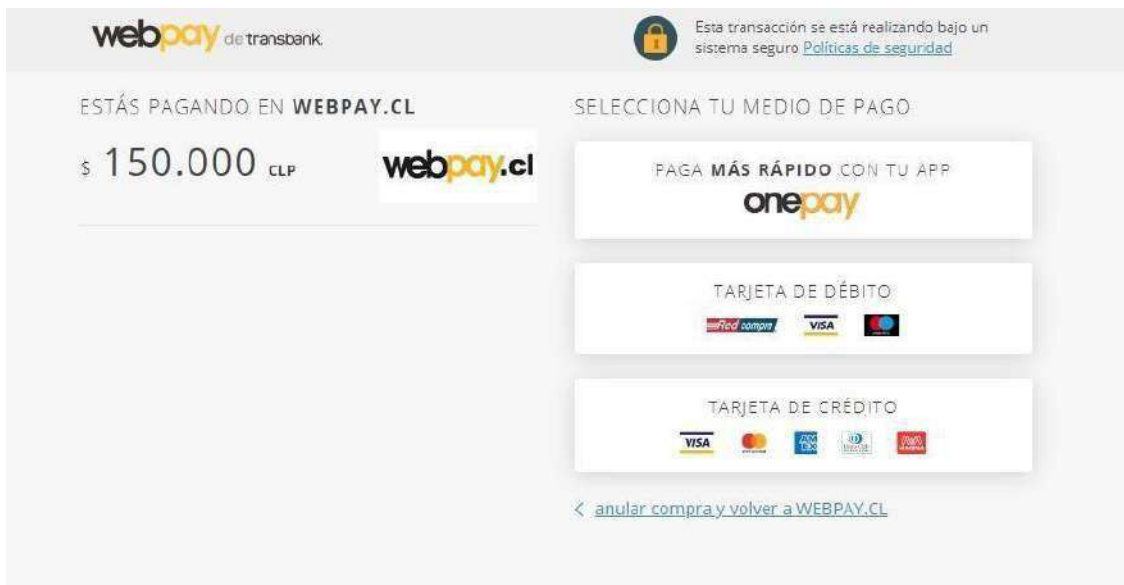 webpay de transbank.
Esta transacción se está realizando bajo un
sistema seguro Políticas de seguridad
ESTÁS PAGANDO EN WEBPAY.CL
$ 150.000 CLP
webpay.cl
SELECCIONA TU MEDIO DE PAGO
PAGA MÁS RÁPIDO CON TU APP
onepay
TARJETA DE DÉBITO
Red compra VISA
TARJETA DE CRÉDITO
VISA AMEX
< anular compra y volver a WEBPAY.CL